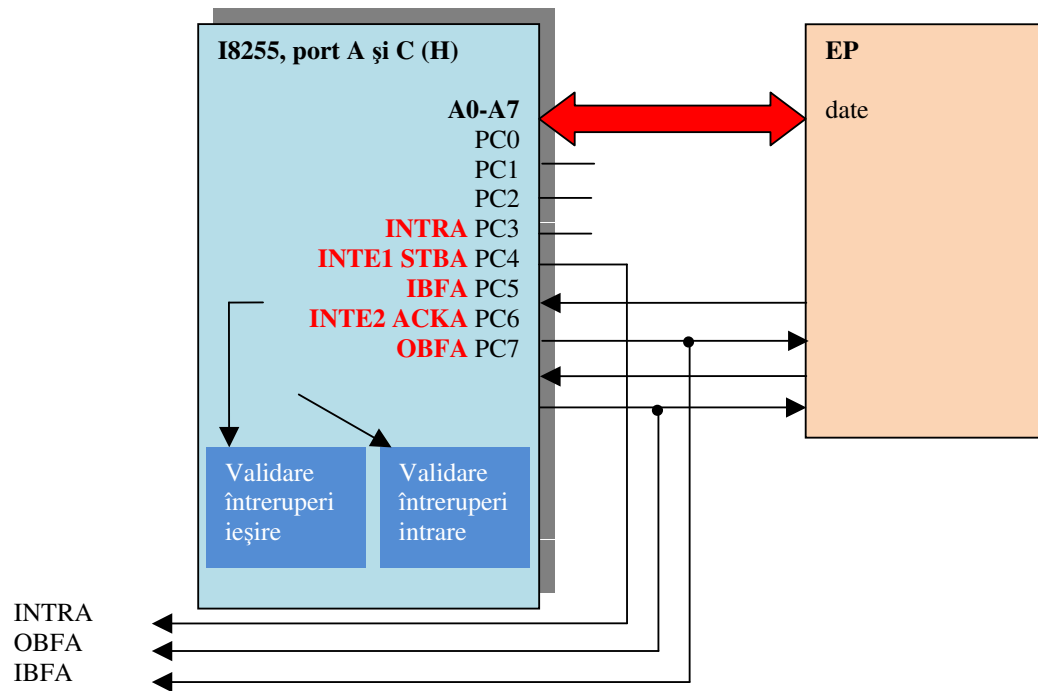 I8255, port A şi C (H)
EP
A0-A7
date
PC0
PC1
PC2
INTRA PC3
INTE1 STBA PC4
IBFA PC5
INTE2 ACKA PC6
OBFA PC7
Validare
întreruperi
ieşire
Validare
întreruperi
intrare
INTRA
OBFA
IBFA